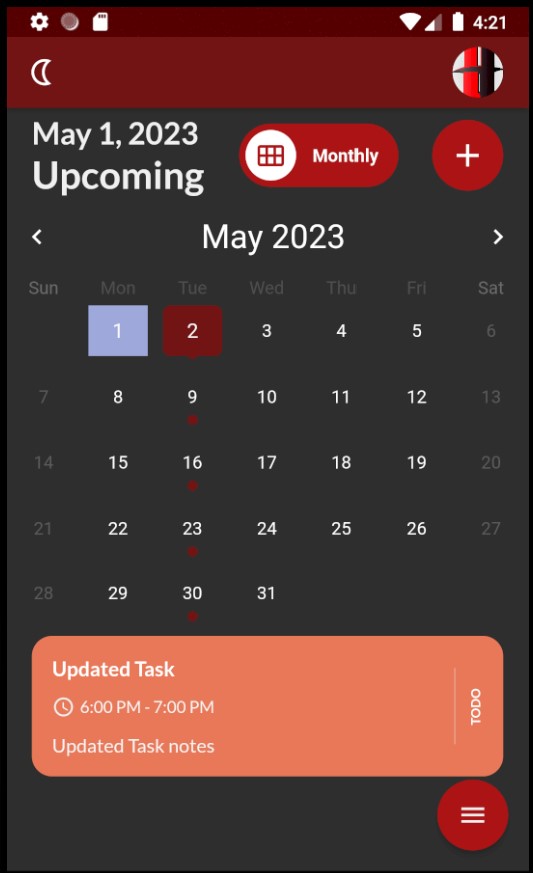 4:21
May 1, 2023
Upcoming
Monthly
May 2023
Sun Mon Tue Wed Thu Fri Sat
1 2 3 4 5 6
7 8 9 10 11 12 13
14 15 16 17 18 19 20
21 22 23 24 25 26 27
28 29 30 31
Updated Task
6:00 PM - 7:00 PM
Updated Task notes
TODO